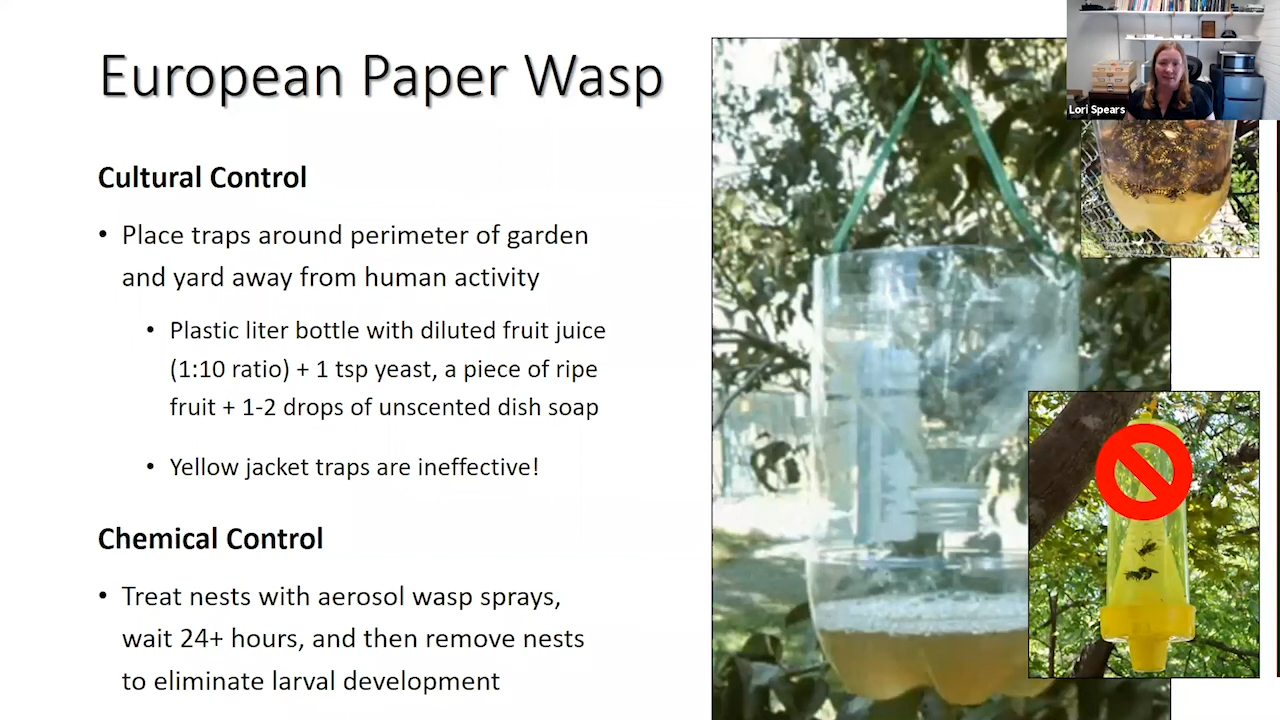 European Paper Wasp
Lori Spears
Cultural Control
• Place traps around perimeter of garden
and yard away from human activity
• Plastic liter bottle with diluted fruit juice
(1:10 ratio) + 1 tsp yeast, a piece of ripe
fruit + 1-2 drops of unscented dish soap
• Yellow jacket traps are ineffective!
Chemical Control
• Treat nests with aerosol wasp sprays,
wait 24+ hours, and then remove nests
to eliminate larval development